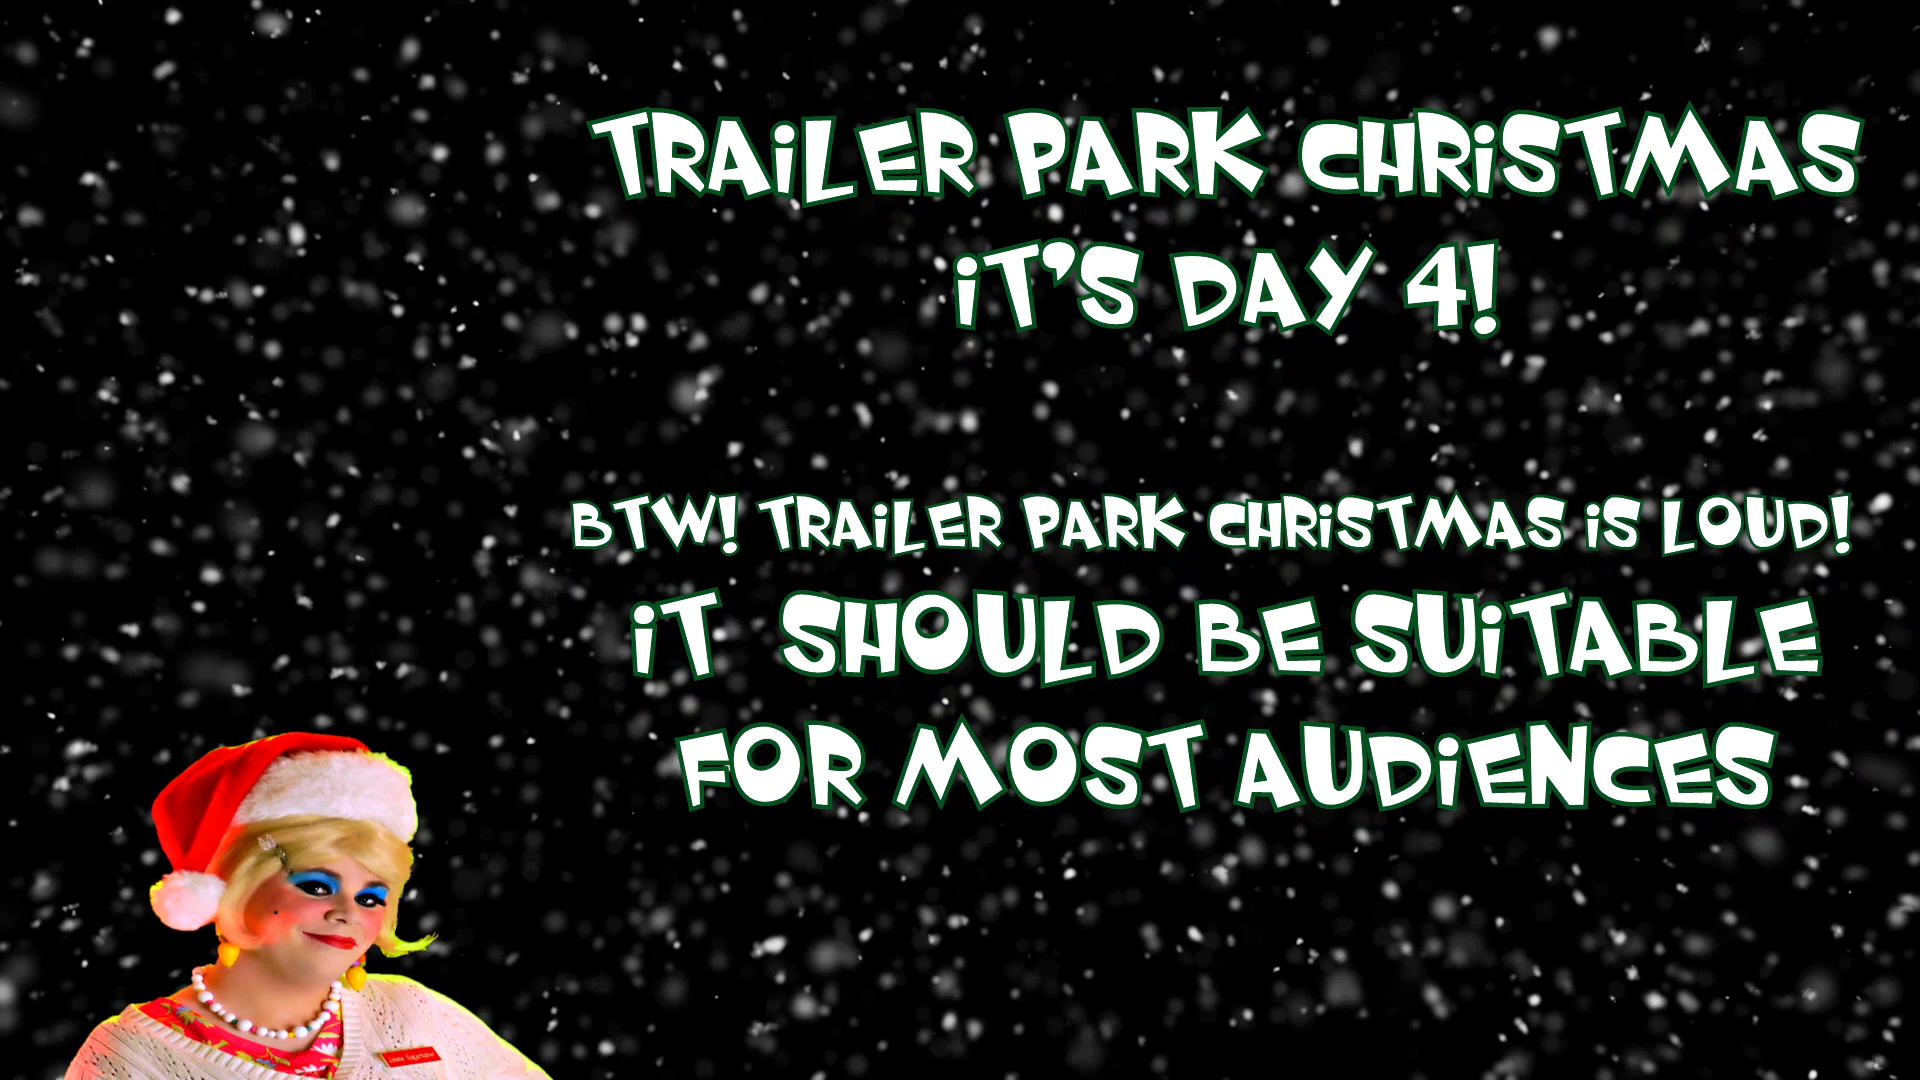 TRAILER PARK CHRISTMAS
IT'S DAY 4!
BTW! TRAILER PARK CHRISTMAS IS LOUD!
IT SHOULD BE SUITABLE
FOR MOST AUDIENCES